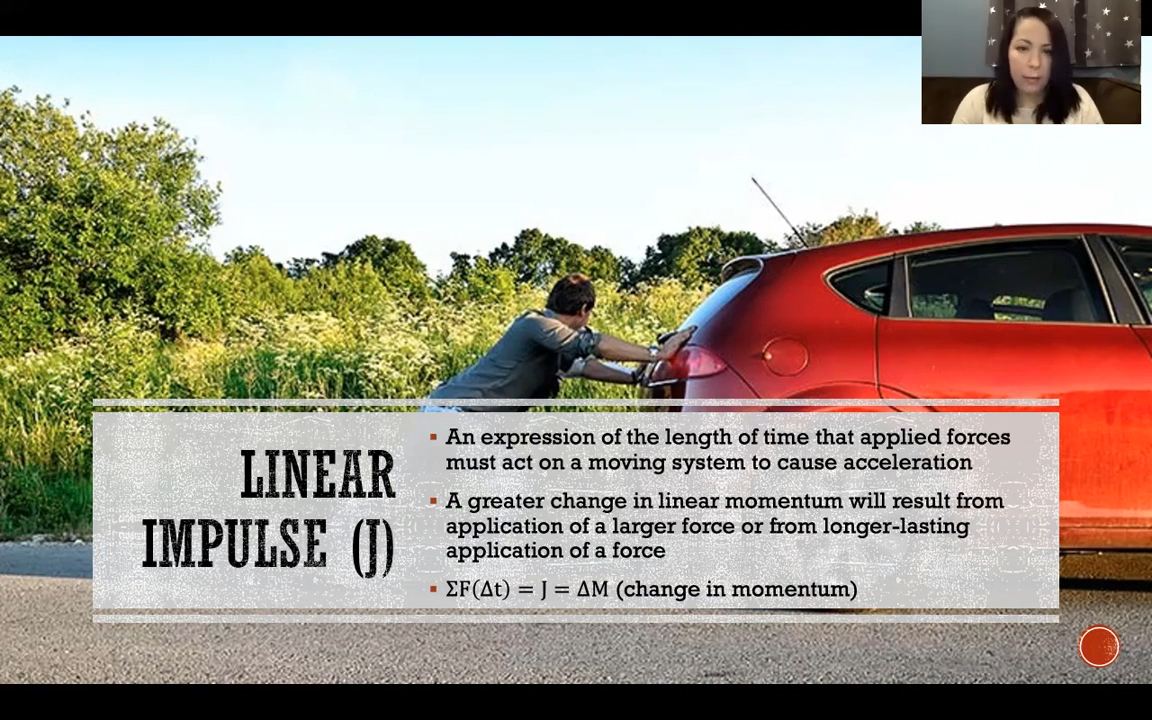 LINEAR
IMPULSE (J)
▪ An expression of the length of time that applied forces
must act on a moving system to cause acceleration
▪ A greater change in linear momentum will result from
application of a larger force or from longer-lasting
application of a force
▪ ΣF(Δt) = J = ΔM (change in momentum)